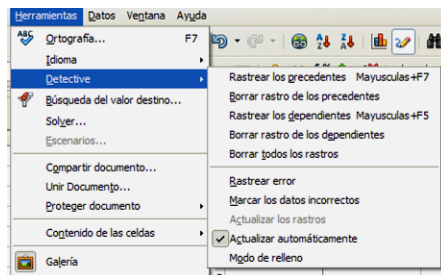 Herramientas Datos Ventana Ayuda
ABC Ortografía... F7
Idioma
Detective
Búsqueda del valor destino...
Solver...
Escenarios...
Compartir documento...
Unir Documento...
Proteger documento
Contenido de las celdas
Galería
Rastrear los precedentes Mayusculas+F7
Borrar rastro de los precedentes
Rastrear los dependientes Mayusculas+F5
Borrar rastro de los dependientes
Borrar todos los rastros
Rastrear error
Marcar los datos incorrectos
Actualizar los rastros
Actualizar automáticamente
Modo de relleno